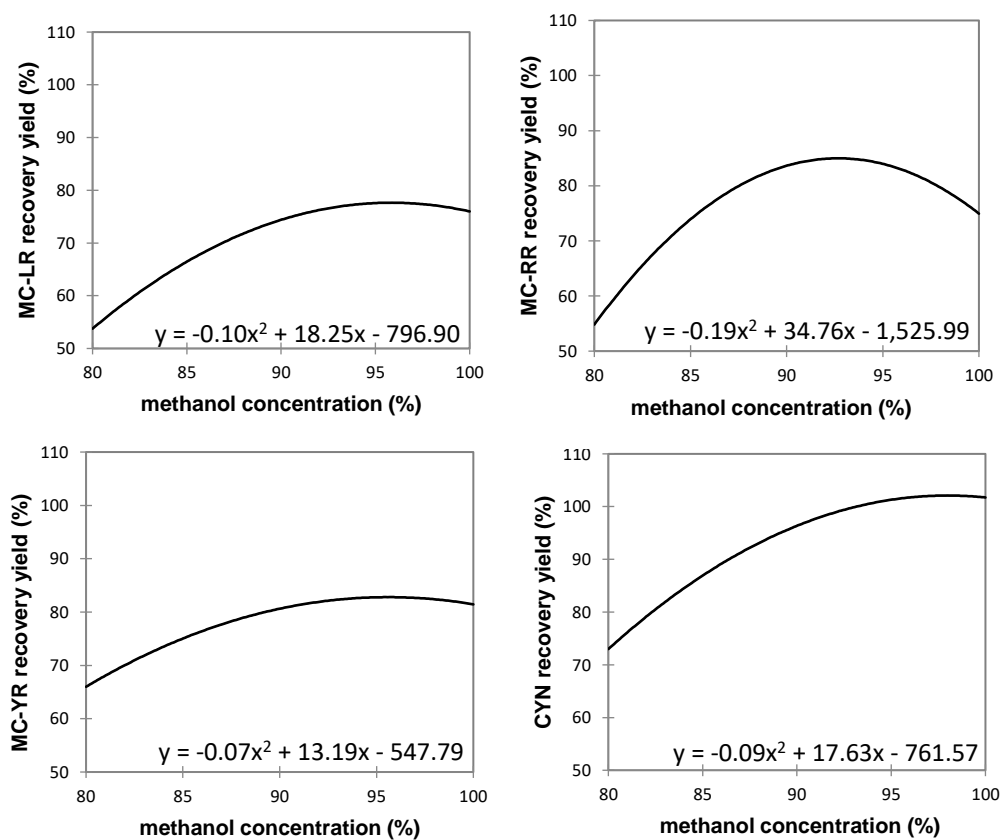 110
100
90
80
70
60
50
MC-LR recovery yield (%)
y = -0.10x² + 18.25x - 796.90
80 85 90 95 100
methanol concentration (%)
110
100
90
80
70
60
50
MC-RR recovery yield (%)
y = -0.19x² + 34.76x - 1,525.99
80 85 90 95 100
methanol concentration (%)
110
100
90
80
70
60
50
MC-YR recovery yield (%)
y = -0.07x² + 13.19x - 547.79
80 85 90 95 100
methanol concentration (%)
110
100
90
80
70
60
50
CYN recovery yield (%)
y = -0.09x² + 17.63x - 761.57
80 85 90 95 100
methanol concentration (%)